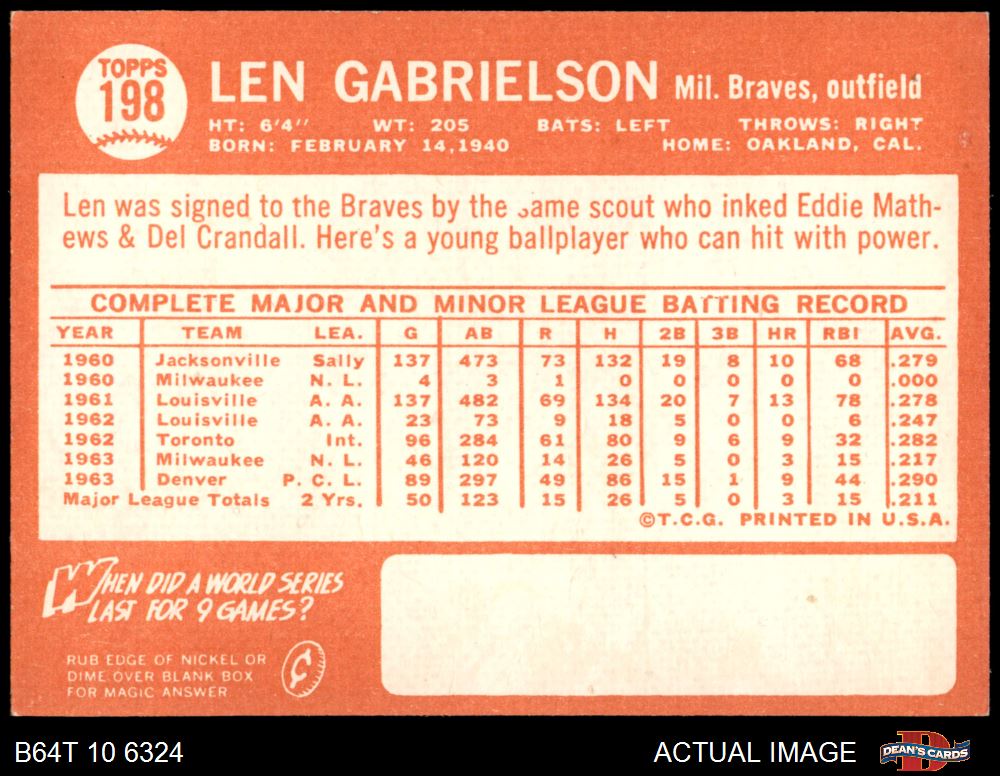 TOPPS
198
LEN GABRIELSON Mil. Braves, outfield
HT: 6'4" WT: 205 BATS: LEFT THROWS: RIGHT
BORN: FEBRUARY 14, 1940 HOME: OAKLAND, CAL.
Len was signed to the Braves by the same scout who inked Eddie Math-
ews & Del Crandall. Here's a young ballplayer who can hit with power.
COMPLETE MAJOR AND MINOR LEAGUE BATTING RECORD
YEAR TEAM LEA. G AB R H 2B 3B HR RBI AVG.
1960 Jacksonville Sally 137 473 73 132 19 8 10 68 .279
1960 Milwaukee N. L. 4 3 1 0 0 0 0 0 .000
1961 Louisville A. A. 137 482 69 134 20 7 13 78 .278
1962 Louisville A. A. 23 73 9 18 5 0 0 6 .247
1962 Toronto Int. 96 284 61 80 9 6 9 32 .282
1963 Milwaukee N. L. 46 120 14 26 5 0 3 15 .217
1963 Denver P. C. L. 89 297 49 86 15 1 9 44 .290
Major League Totals 2 Yrs. 50 123 15 26 5 0 3 15 .211
©T.C.G. PRINTED IN U.S.A.
WHEN DID A WORLD SERIES
LAST FOR 9 GAMES?
RUB EDGE OF NICKEL OR
DIME OVER BLANK BOX
FOR MAGIC ANSWER
¢
B64T 10 6324 ACTUAL IMAGE D DEAN'S CARDS